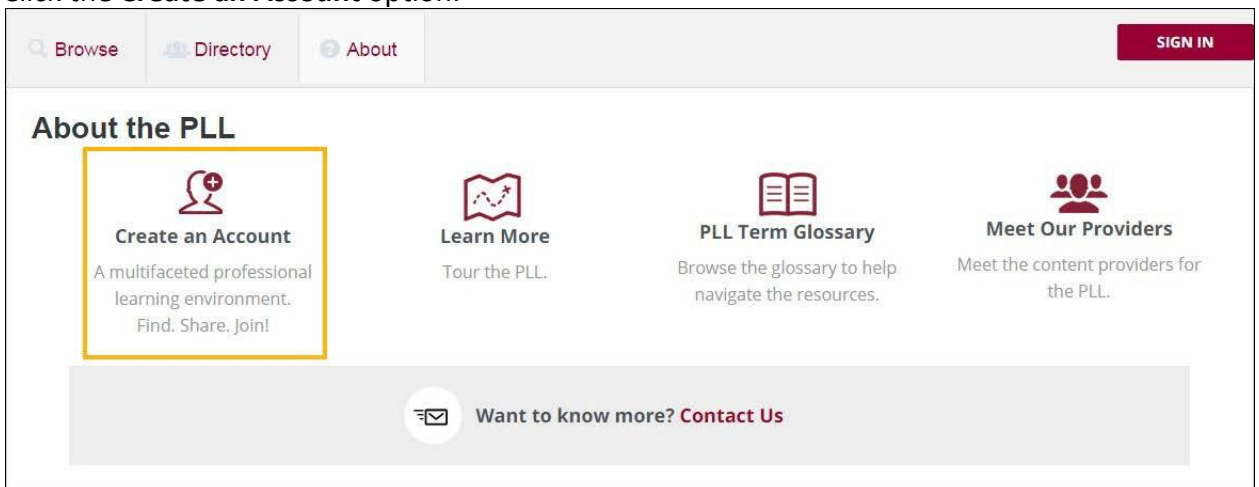 Browse Directory About SIGN IN
About the PLL
Create an Account
A multifaceted professional
learning environment.
Find. Share. Join!
Learn More
Tour the PLL.
PLL Term Glossary
Browse the glossary to help
navigate the resources.
Meet Our Providers
Meet the content providers for
the PLL.
Want to know more? Contact Us